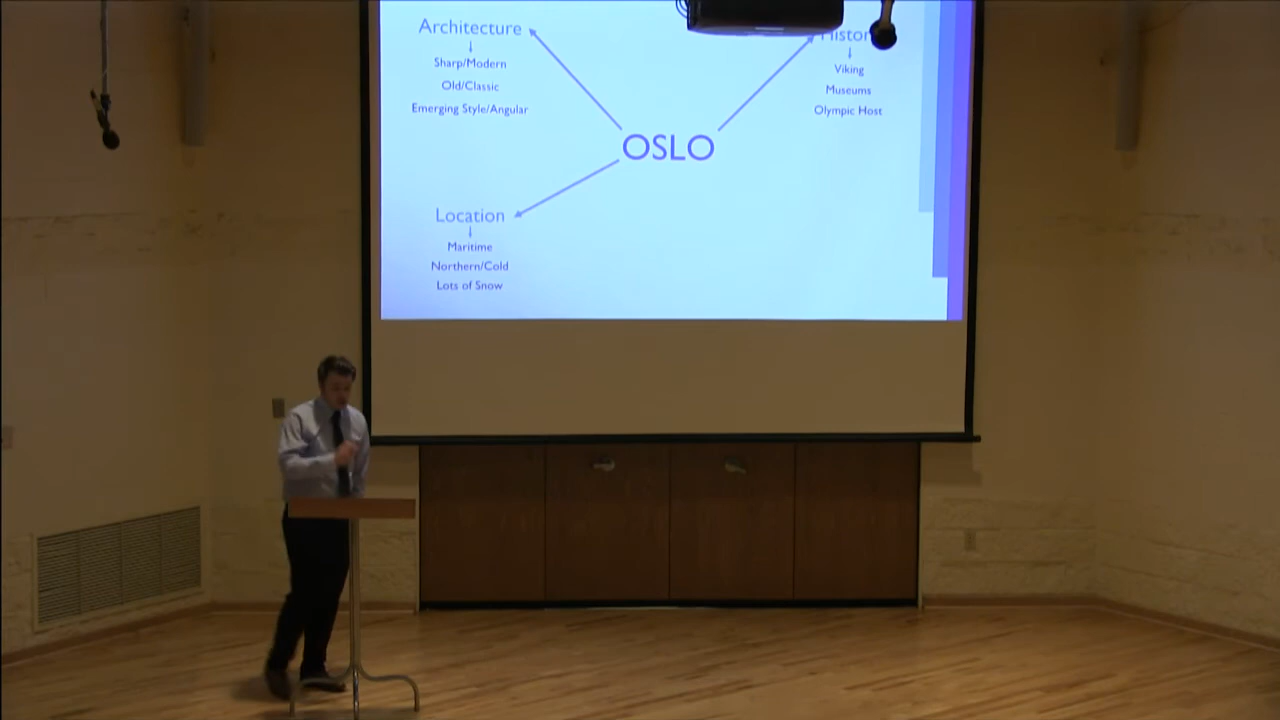 Architecture
Sharp/Modern
Old/Classic
Emerging Style/Angular
History
Viking
Museums
Olympic Host
OSLO
Location
Maritime
Northern/Cold
Lots of Snow